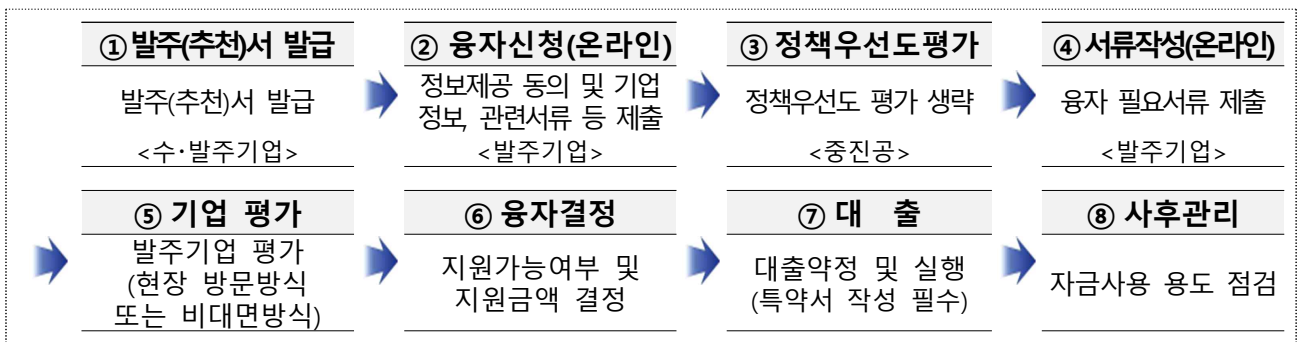 ① 발주(추천)서 발급
발주(추천)서 발급
<수·발주기업>
② 융자신청(온라인)
정보제공 동의 및 기업
정보, 관련서류 등 제출
<발주기업>
③ 정책우선도평가
정책우선도 평가 생략
<중진공>
④ 서류작성(온라인)
융자 필요서류 제출
<발주기업>
⑤ 기업 평가
발주기업 평가
(현장 방문방식
또는 비대면방식)
⑥ 융자결정
지원가능여부 및
지원금액 결정
⑦ 대 출
대출약정 및 실행
(특약서 작성 필수)
⑧ 사후관리
자금사용 용도 점검